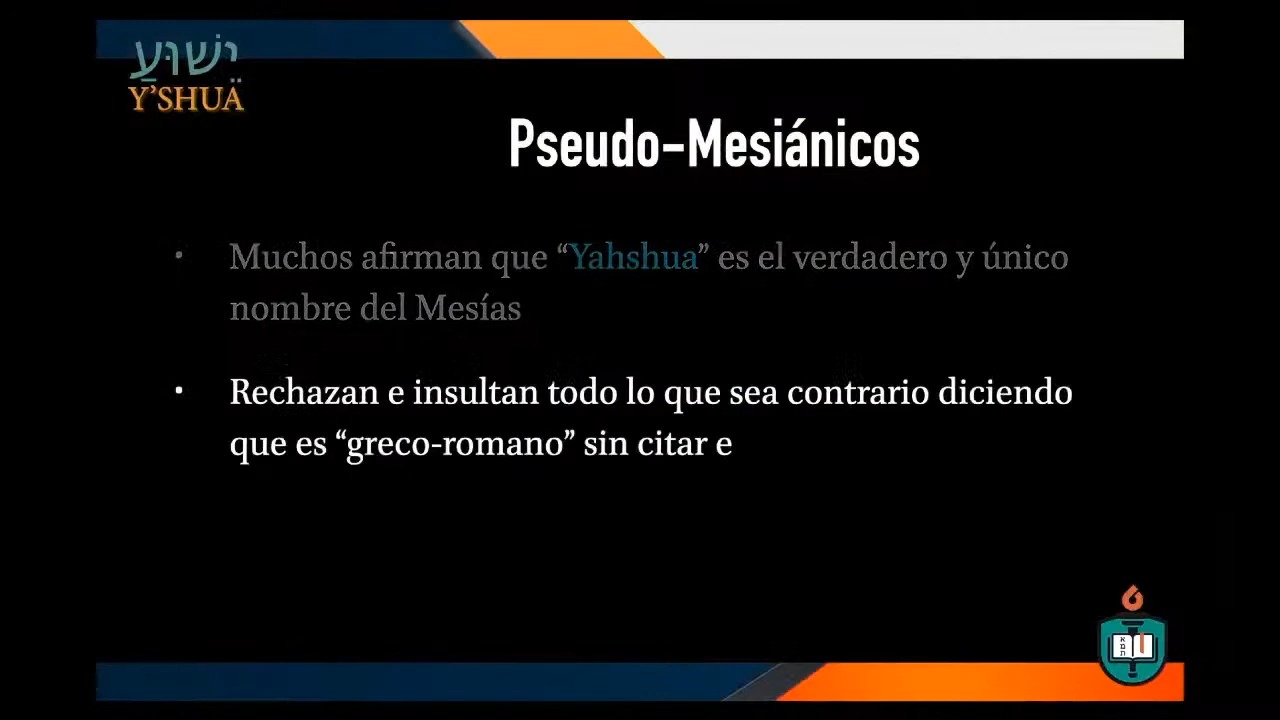 יֵשׁוּעַ
Y'SHUA
Pseudo-Mesiánicos
• Muchos afirman que “Yahshua” es el verdadero y único
nombre del Mesías
• Rechazan e insultan todo lo que sea contrario diciendo
que es “greco-romano” sin citar e